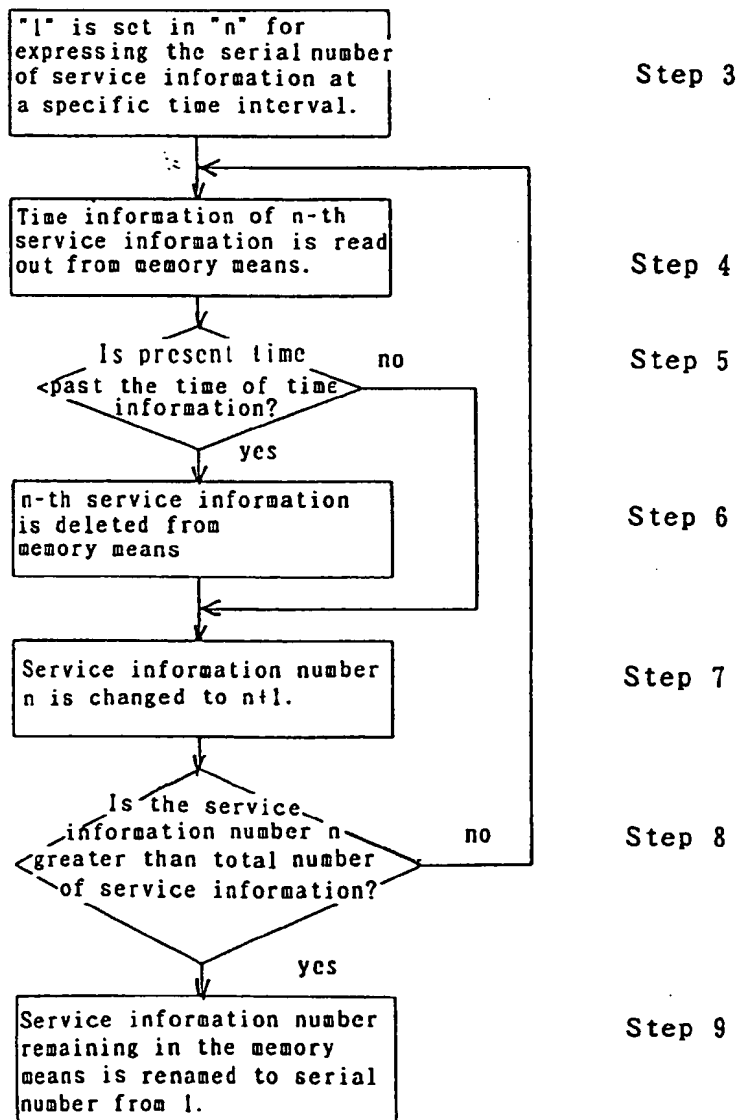 "1" is set in "n" for
expressing the serial number
of service information at
a specific time interval.
Step 3
Time information of n-th
service information is read
out from memory means.
Step 4
Is present time
past the time of time
information?
no
Step 5
yes
n-th service information
is deleted from
memory means
Step 6
Service information number
n is changed to n+1.
Step 7
Is the service
information number n
greater than total number
of service information?
no
Step 8
yes
Service information number
remaining in the memory
means is renamed to serial
number from 1.
Step 9